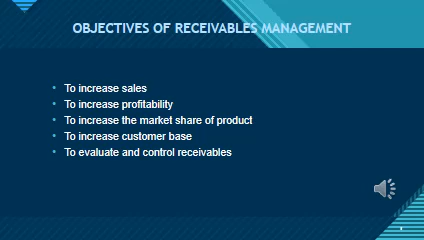 OBJECTIVES OF RECEIVABLES MANAGEMENT
• To increase sales
• To increase profitability
• To increase the market share of product
• To increase customer base
• To evaluate and control receivables